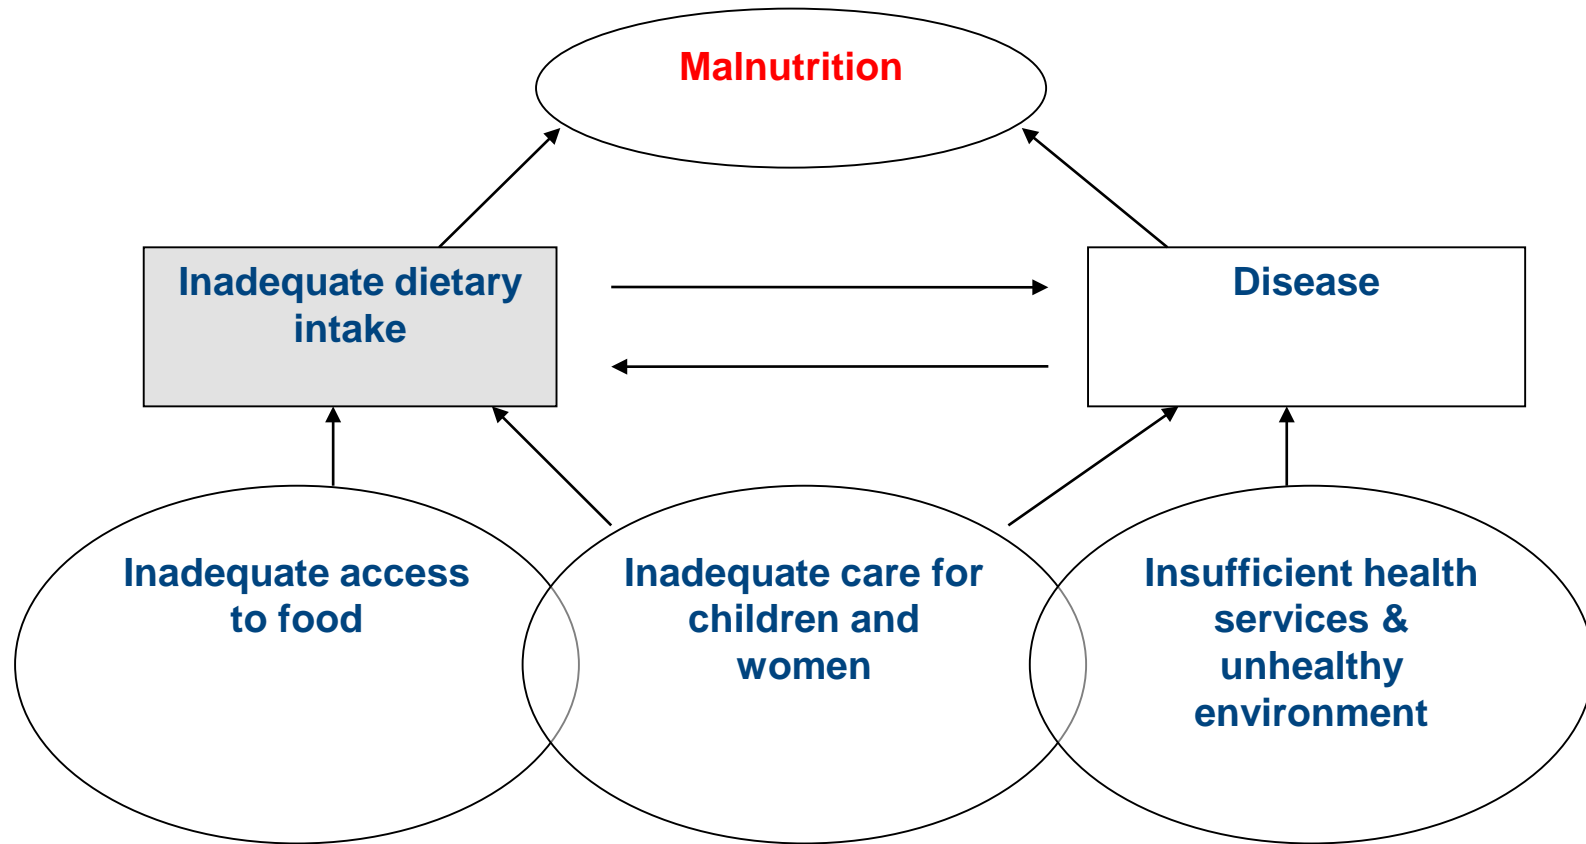 Malnutrition
Inadequate dietary
intake
Disease
Inadequate access
to food
Inadequate care for
children and
women
Insufficient health
services &
unhealthy
environment